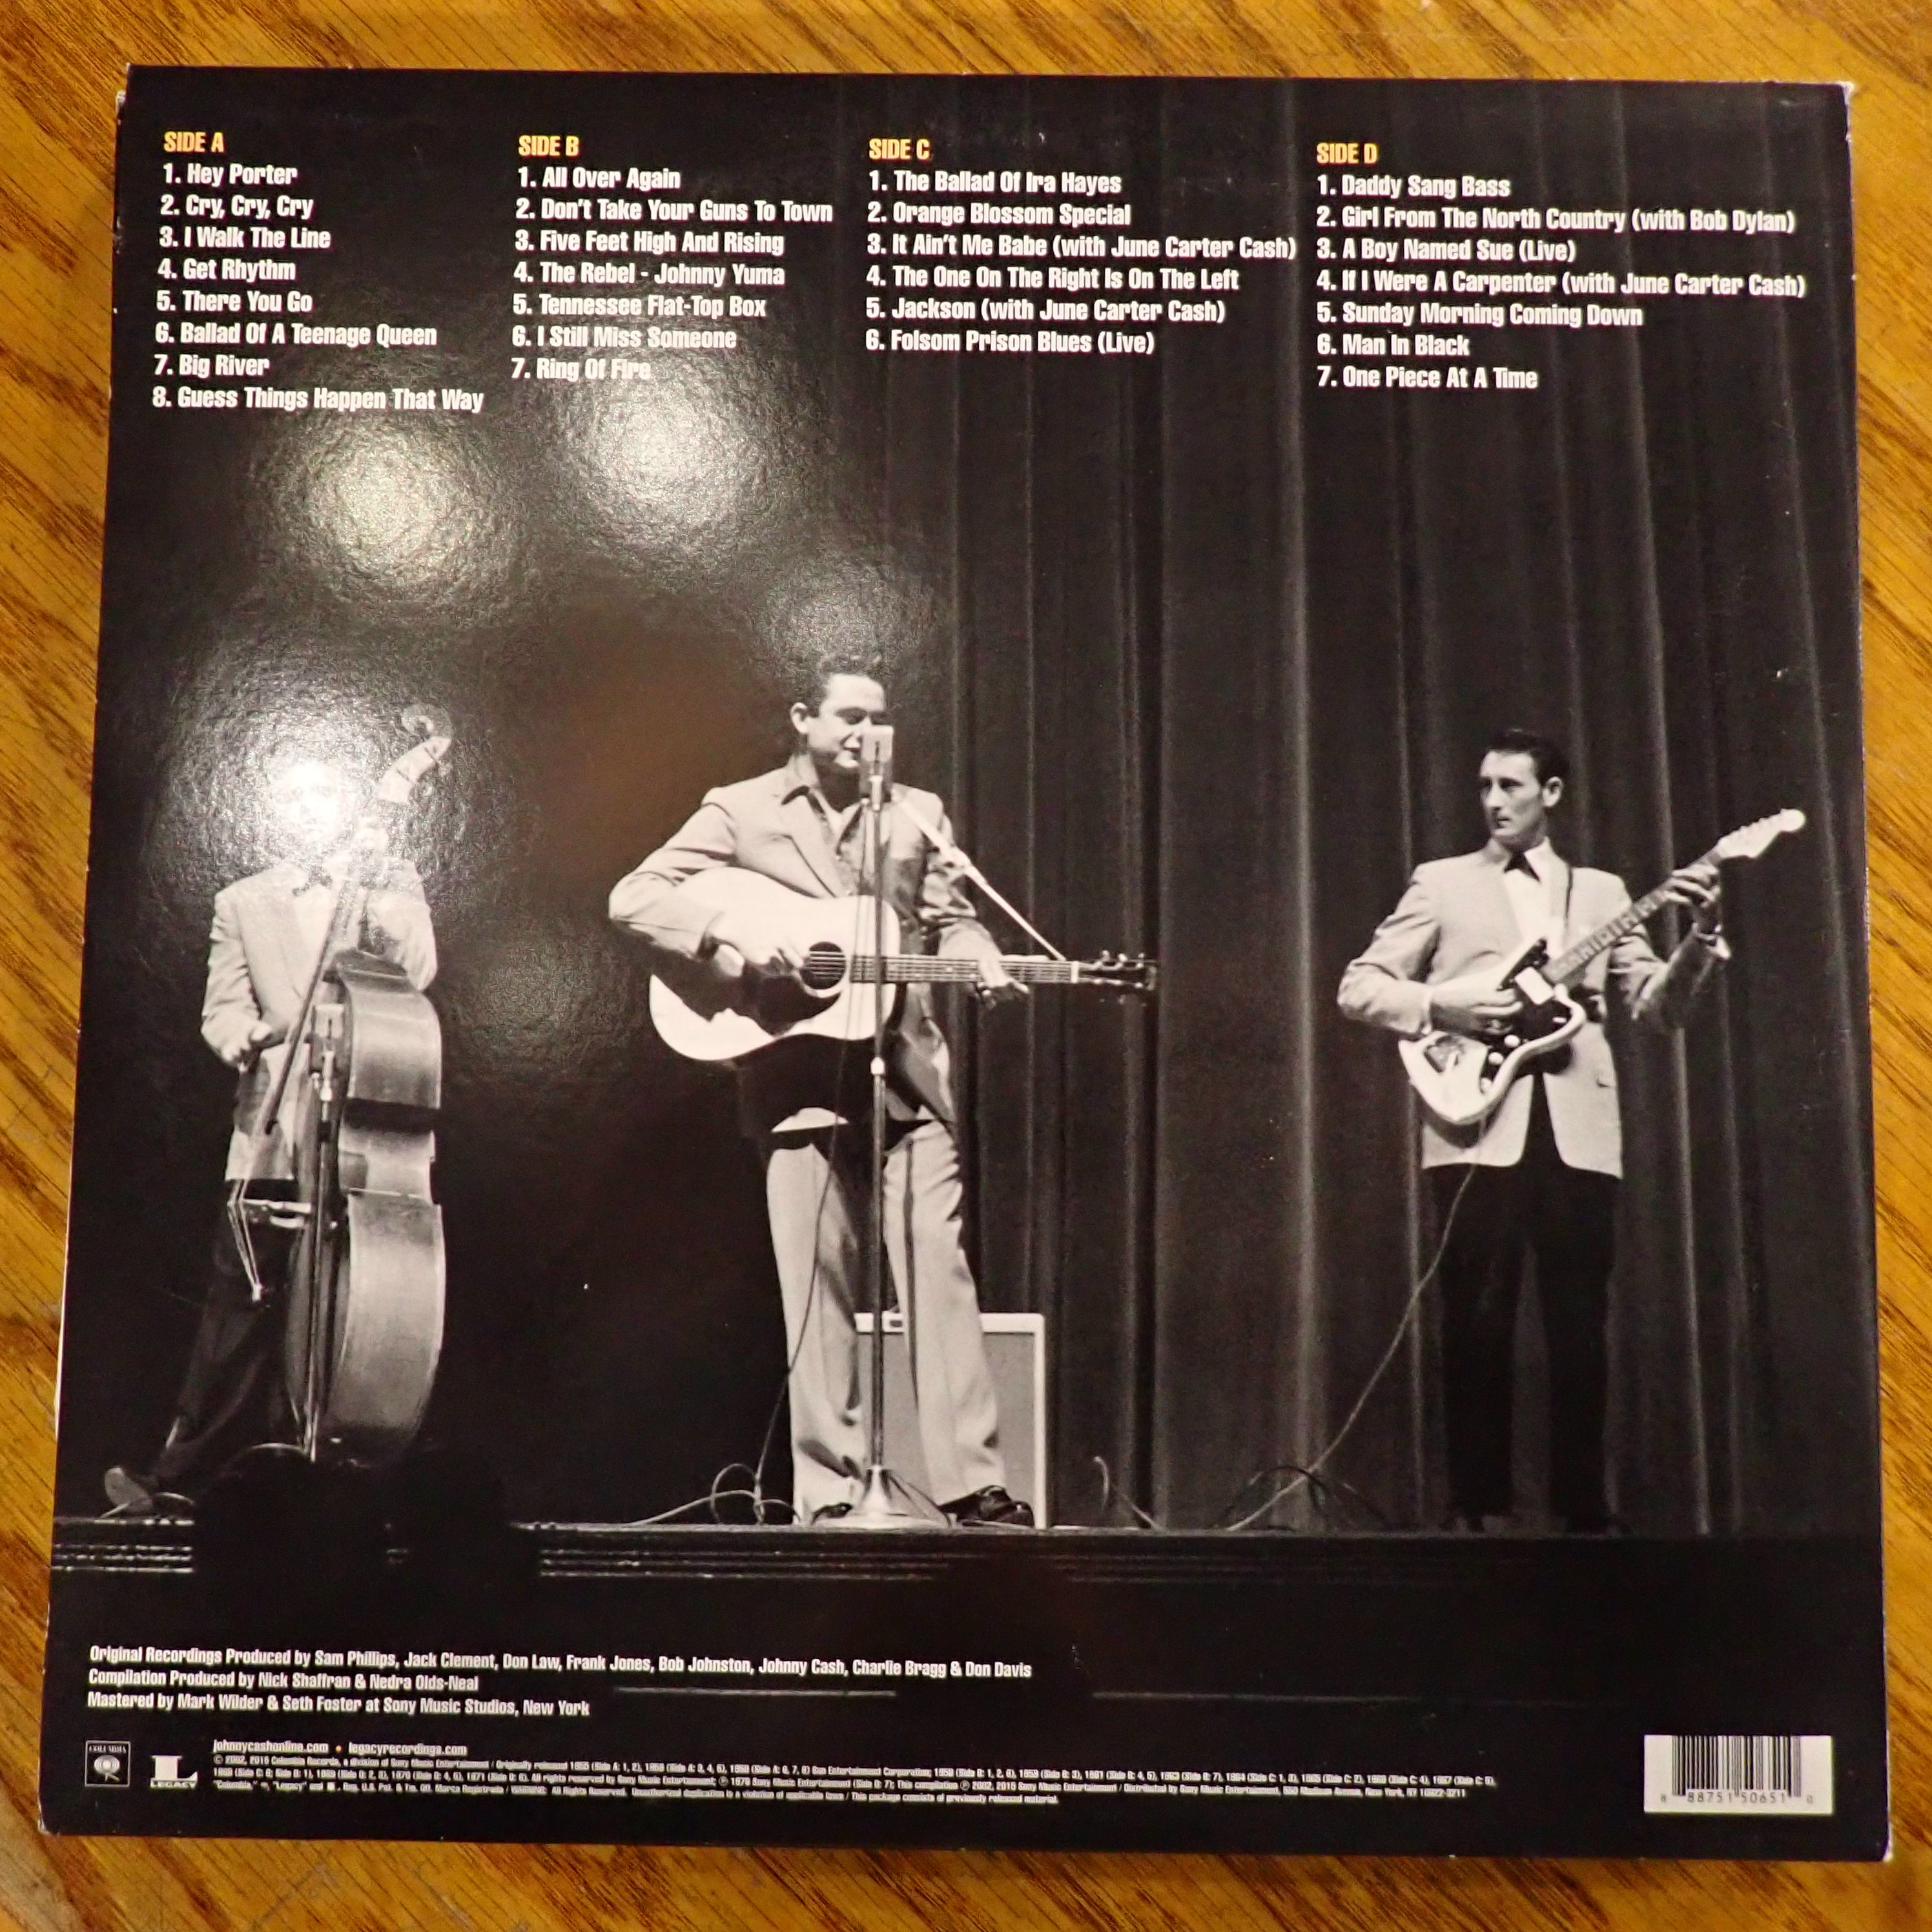 SIDE A
1. Hey Porter
2. Cry, Cry, Cry
3. I Walk The Line
4. Get Rhythm
5. There You Go
6. Ballad Of A Teenage Queen
7. Big River
8. Guess Things Happen That Way
SIDE B
1. All Over Again
2. Don't Take Your Guns To Town
3. Five Feet High And Rising
4. The Rebel - Johnny Yuma
5. Tennessee Flat-Top Box
6. I Still Miss Someone
7. Ring Of Fire
SIDE C
1. The Ballad Of Ira Hayes
2. Orange Blossom Special
3. It Ain't Me Babe (with June Carter Cash)
4. The One On The Right Is On The Left
5. Jackson (with June Carter Cash)
6. Folsom Prison Blues (Live)
SIDE D
1. Daddy Sang Bass
2. Girl From The North Country (with Bob Dylan)
3. A Boy Named Sue (Live)
4. If I Were A Carpenter (with June Carter Cash)
5. Sunday Morning Coming Down
6. Man In Black
7. One Piece At A Time
Original Recordings Produced by Sam Phillips, Jack Clement, Don Law, Frank Jones, Bob Johnston, Johnny Cash, Charlie Bragg & Don Davis
Compilation Produced by Nick Shaffran & Nedra Olds-Neal
Mastered by Mark Wilder & Seth Foster at Sony Music Studios, New York
COLUMBIA
L
LEGACY
johnnycashonline.com • legacyrecordings.com
8 88751 50651 0